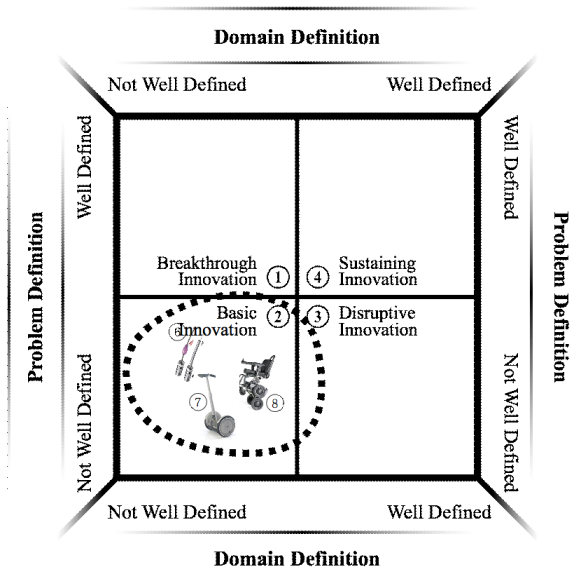 Domain Definition
Not Well Defined
Well Defined
Well Defined
Well Defined
Problem Definition
Problem Definition
Breakthrough
Innovation
1
4
Sustaining
Innovation
Basic
Innovation
2
3
Disruptive
Innovation
6
7
8
Not Well Defined
Not Well Defined
Not Well Defined
Well Defined
Domain Definition